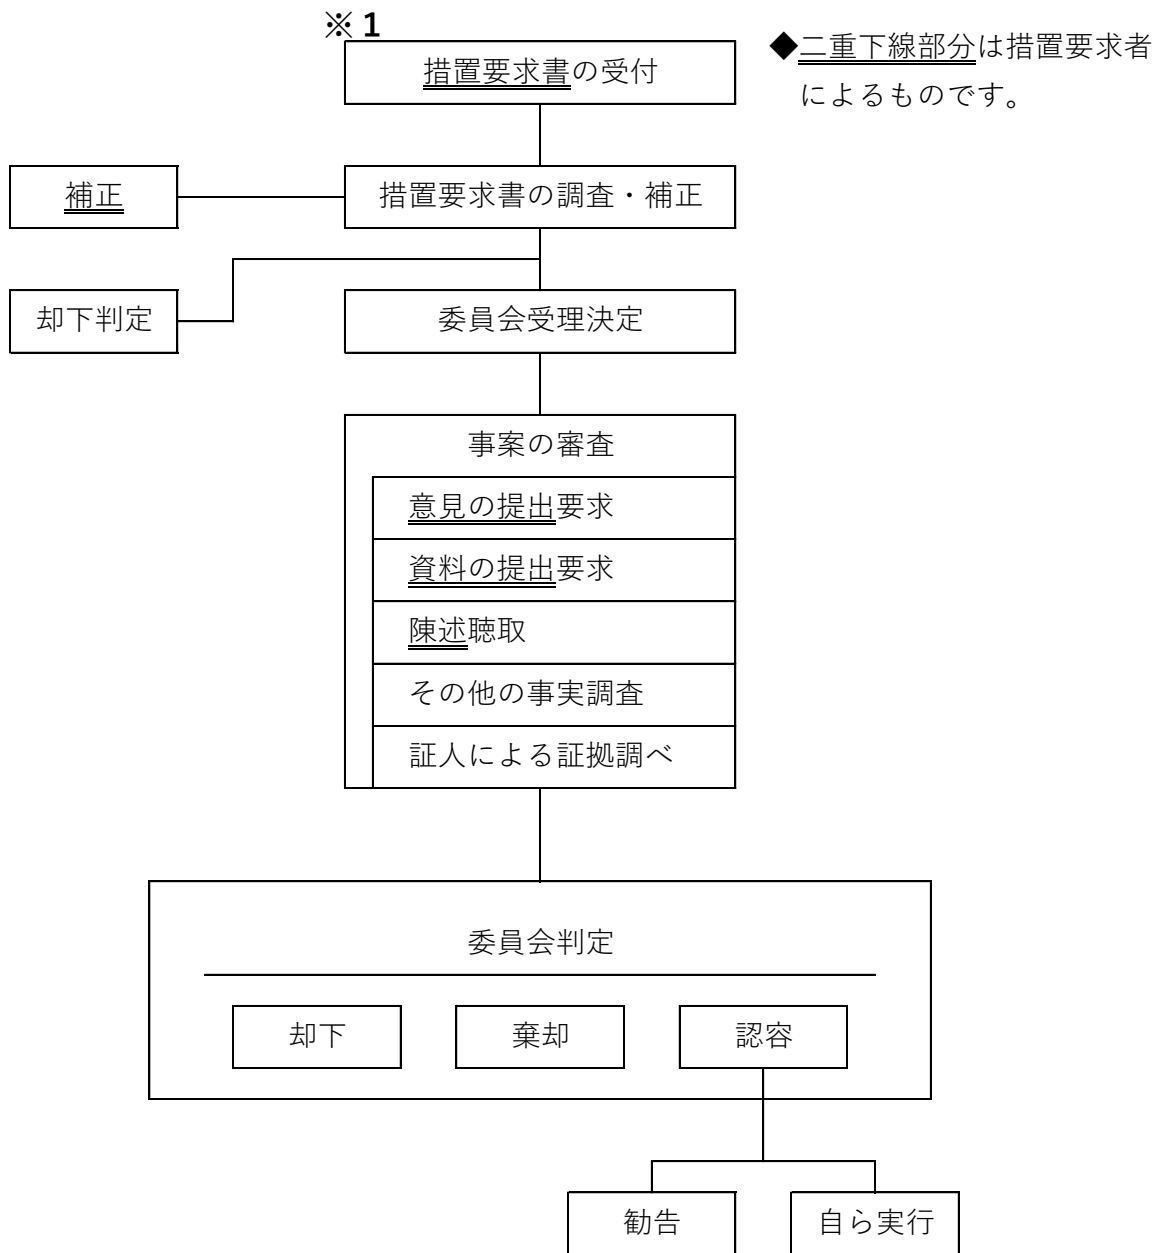 ※１
措置要求書の受付
◆二重下線部分は措置要求者
によるものです。
補正
措置要求書の調査・補正
却下判定
委員会受理決定
事案の審査
意見の提出要求
資料の提出要求
陳述聴取
その他の事実調査
証人による証拠調べ
委員会判定
却下
棄却
認容
勧告
自ら実行